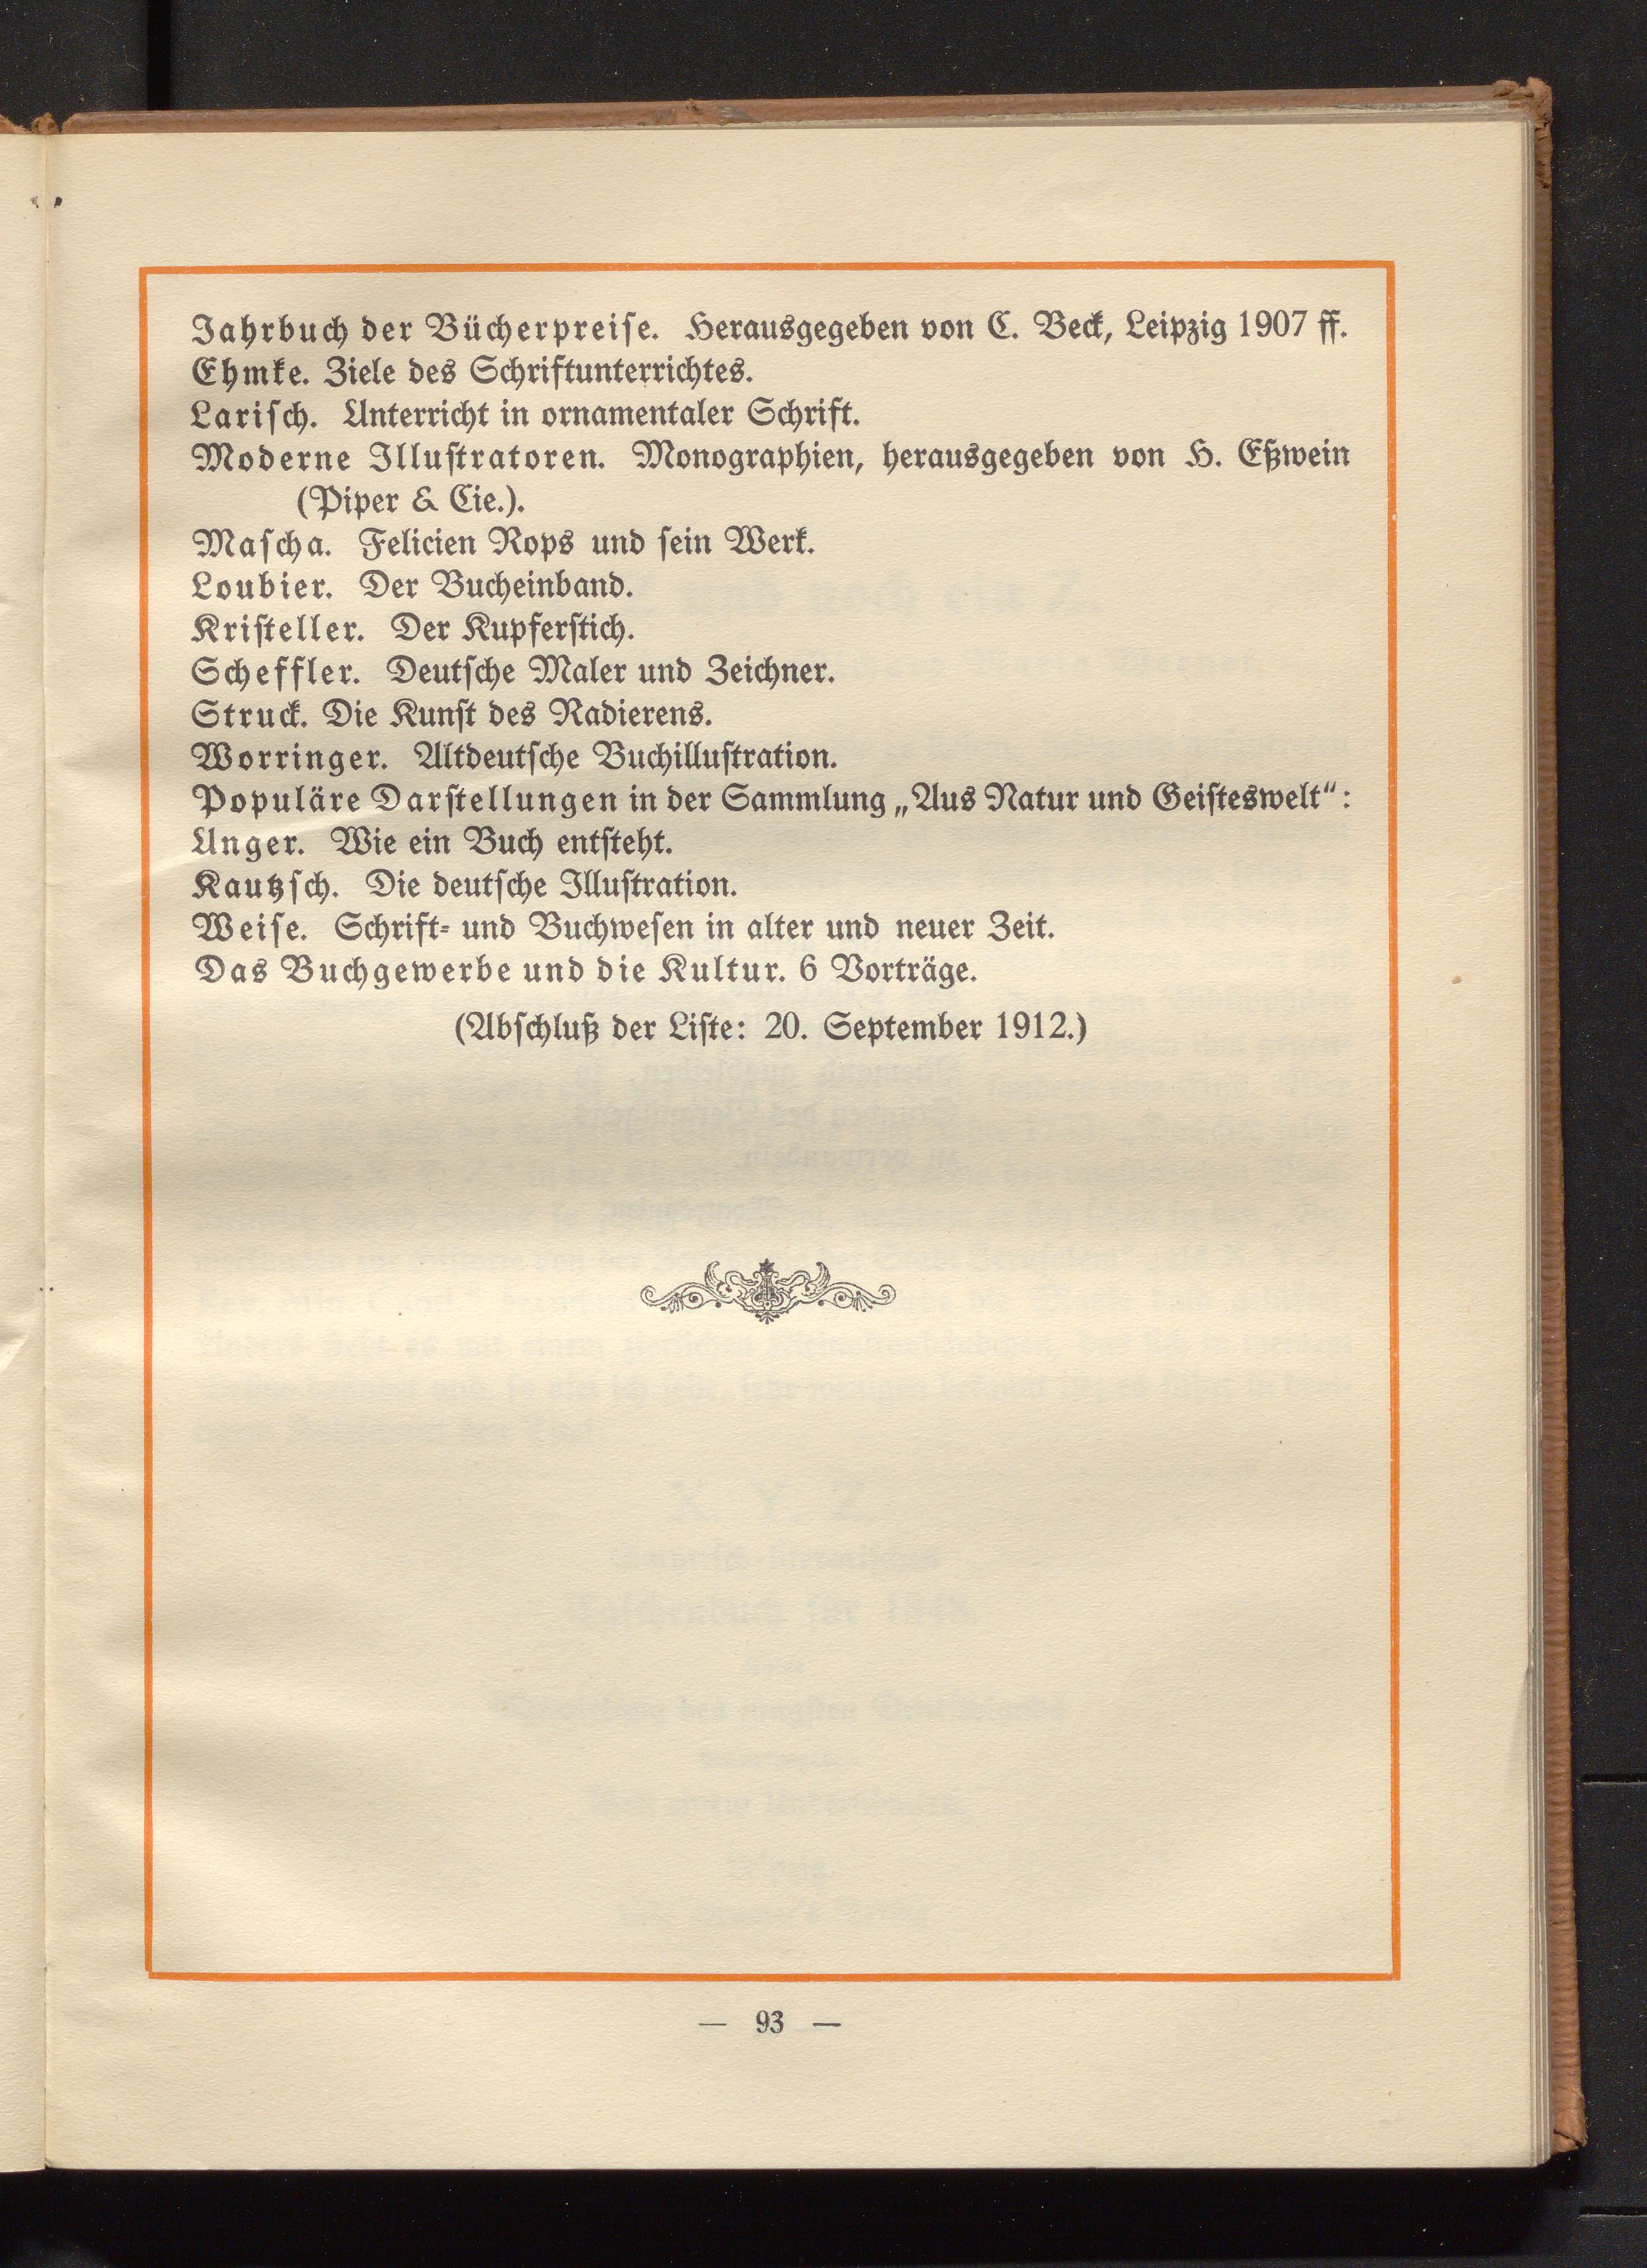 Jahrbuch der Bücherpreise. Herausgegeben von C. Beck, Leipzig 1907 ff.
Ehmke. Ziele des Schriftunterrichtes.
Larisch. Unterricht in ornamentaler Schrift.
Moderne Illustratoren. Monographien, herausgegeben von H. Eßwein
(Piper & Cie.).
Mascha. Felicien Rops und sein Werk.
Loubier. Der Bucheinband.
Kristeller. Der Kupferstich.
Scheffler. Deutsche Maler und Zeichner.
Struck. Die Kunst des Radierens.
Worringer. Altdeutsche Buchillustration.
Populäre Darstellungen in der Sammlung „Aus Natur und Geisteswelt“:
Unger. Wie ein Buch entsteht.
Kautzsch. Die deutsche Illustration.
Weise. Schrift- und Buchwesen in alter und neuer Zeit.
Das Buchgewerbe und die Kultur. 6 Vorträge.
(Abschluß der Liste: 20. September 1912.)
— 93 —